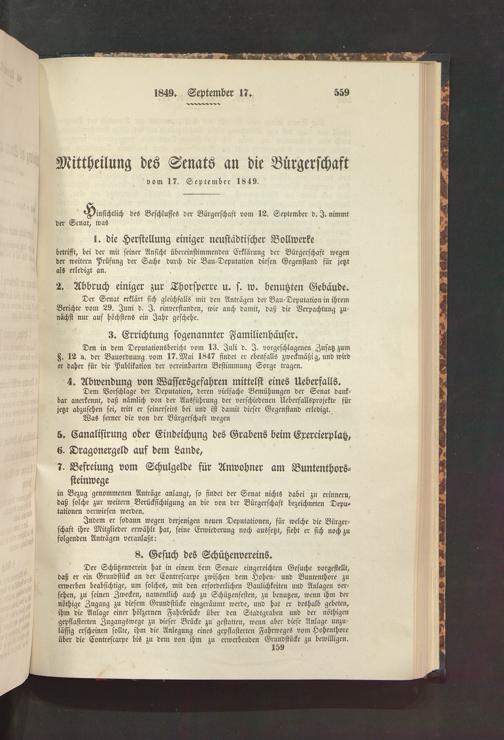 1849. September 17. 559
Mittheilung des Senats an die Bürgerschaft
vom 17. September 1849.
Hinsichtlich des Beschlusses der Bürgerschaft vom 12. September d. J. nimmt
der Senat, was
1. die Herstellung einiger neustädtischer Bollwerke
betrifft, bei der mit seiner Ansicht übereinstimmenden Erklärung der Bürgerschaft wegen
der weitern Prüfung der Sache durch die Bau-Deputation diesen Gegenstand für jetzt
als erledigt an.
2. Abbruch einiger zur Thorsperre u. s. w. benutzten Gebäude.
Der Senat erklärt sich gleichfalls mit den Anträgen der Bau-Deputation in ihrem
Berichte vom 29. Juni d. J. einverstanden, wie auch damit, daß die Verpachtung zu-
nächst nur auf höchstens ein Jahr geschehe.
3. Errichtung sogenannter Familienhäuser.
Den in dem Deputationsbericht vom 13. Juli d. J. vorgeschlagenen Zusatz zum
§. 12 a. der Bauordnung vom 17. Mai 1847 findet er ebenfalls zweckmäßig, und wird
er daher für die Publikation der vereinbarten Bestimmung Sorge tragen.
4. Abwendung von Wassersgefahren mittelst eines Ueberfalls.
Dem Vorschlage der Deputation, deren vielfache Bemühungen der Senat dank-
bar anerkennt, daß nämlich von der Ausführung der verschiedenen Ueberfallsprojekte für
jetzt abzusehen sei, tritt er seinerseits bei und ist damit dieser Gegenstand erledigt.
Was ferner die von der Bürgerschaft wegen
5. Canalisirung oder Eindeichung des Grabens beim Exercierplatz,
6. Dragonergeld auf dem Lande,
7. Befreiung vom Schulgelde für Anwohner am Buntenthors-
steinwege
in Bezug genommenen Anträge anlangt, so findet der Senat nichts dabei zu erinnern,
daß solche zur weitern Berücksichtigung an die von der Bürgerschaft bezeichneten Depu-
tationen verwiesen werden.
Indem er sodann wegen derjenigen neuen Deputationen, für welche die Bürger-
schaft ihre Mitglieder erwählt hat, seine Erwiederung noch aussetzt, sieht er sich noch zu
folgenden Anträgen veranlaßt:
8. Gesuch des Schützenvereins.
Der Schützenverein hat in einem dem Senate eingereichten Gesuche vorgestellt,
daß er ein Grundstück an der Contrescarpe zwischen dem Hohen- und Buntenthore zu
erwerben beabsichtige, um solches, mit den erforderlichen Baulichkeiten und Anlagen ver-
sehen, zu seinen Zwecken, namentlich auch zu Schützenfesten, zu benutzen, wenn ihm der
nöthige Zugang zu diesem Grundstücke eingeräumt werde, und hat er deshalb gebeten,
ihm die Anlage einer hölzernen Fahrbrücke über den Stadtgraben und der nöthigen
gepflasterten Zugangswege zu dieser Brücke zu gestatten, wenn aber diese Anlage unzu-
lässig erscheinen sollte, ihm die Anlegung eines gepflasterten Fahrweges vom Hohenthore
über die Contrescarpe bis zu dem von ihm zu erwerbenden Grundstücke zu bewilligen.
159